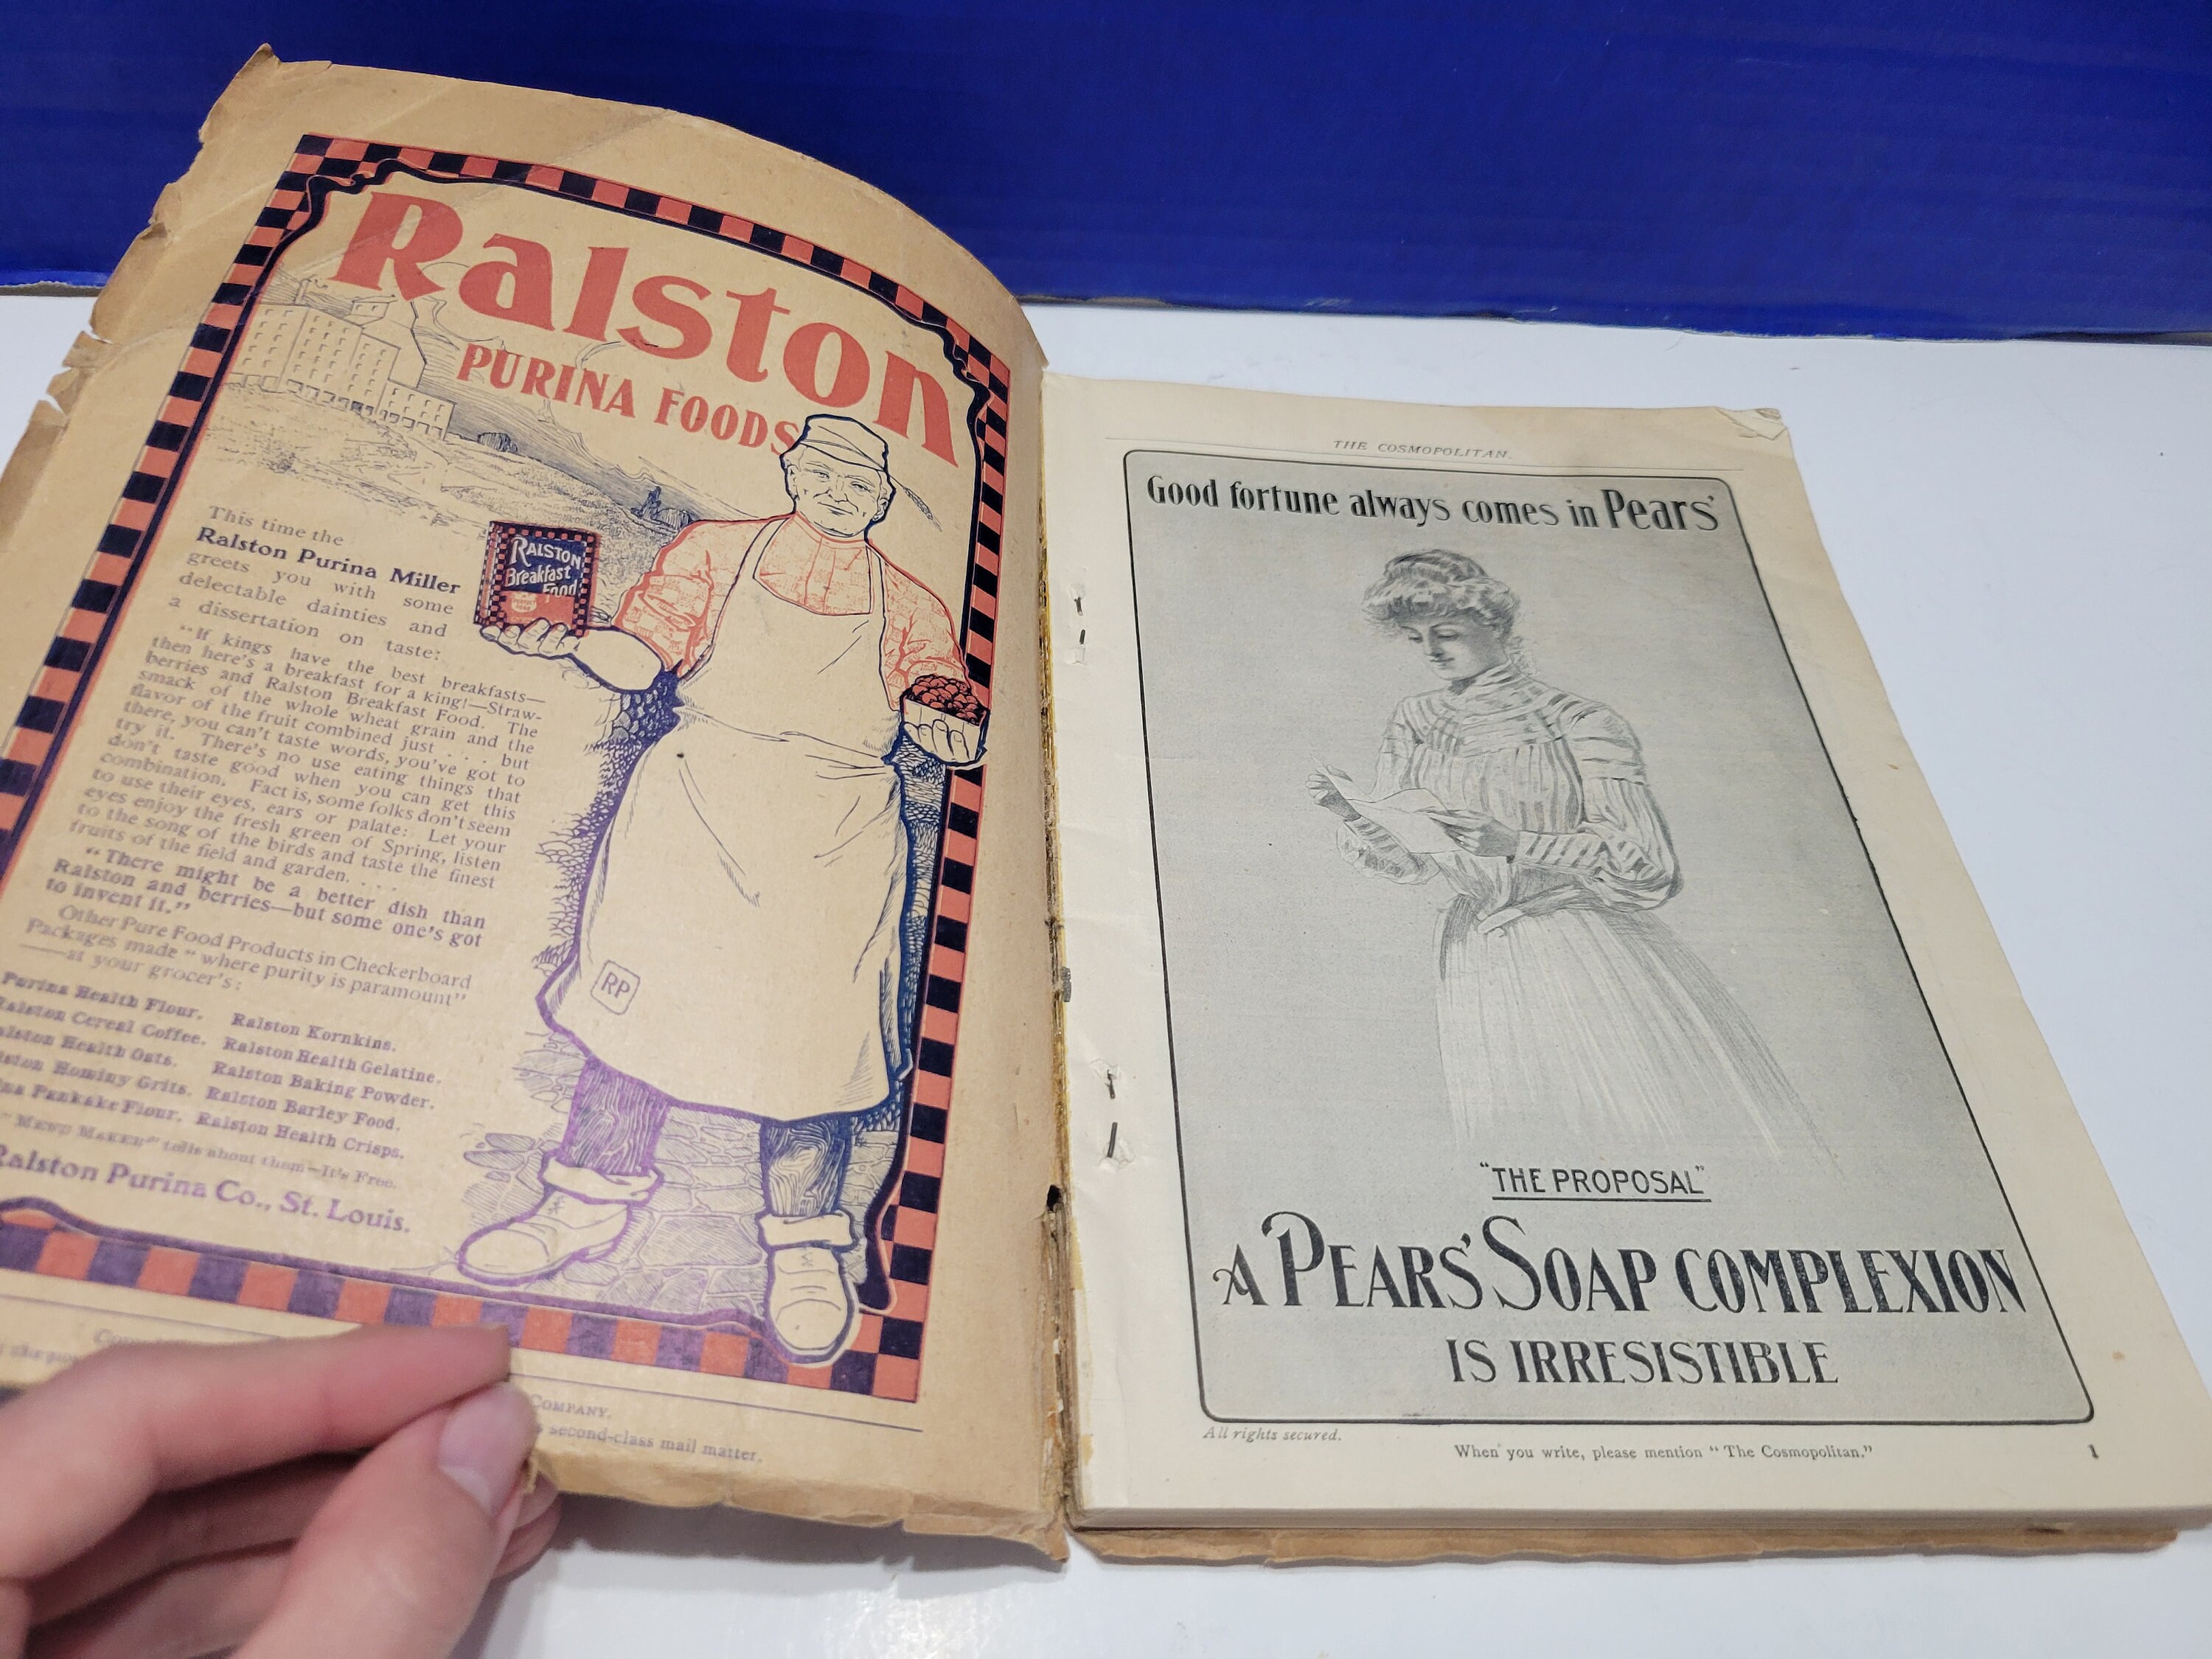 Ralston
PURINA FOODS
RALSTON
Breakfast
Food
This time the
Ralston Purina Miller
greets you with some
delectable dainties and
a dissertation on taste:
"If kings have the best breakfasts—
then here's a breakfast for a king!—Straw-
berries and Ralston Breakfast Food. The
smack of the whole wheat grain and the
flavor of the fruit combined just . . . but
there, you can't taste words, you've got to
try it. There's no use eating things that
don't taste good when you can get this
combination. Fact is, some folks don't seem
to use their eyes, ears or palate: Let your
eyes enjoy the fresh green of Spring, listen
to the song of the birds and taste the finest
fruits of the field and garden. . . .
"There might be a better dish than
Ralston and berries—but some one's got
to invent it."
Other Pure Food Products in Checkerboard
Packages made "where purity is paramount"
—at your grocer's:
Purina Health Flour. Ralston Kornkins.
Ralston Cereal Coffee. Ralston Health Gelatine.
Ralston Health Oats. Ralston Baking Powder.
Hominy Grits. Ralston Barley Food.
Pankake Flour. Ralston Health Crisps.
"MENU MAKER" tells about them—It's Free.
Ralston Purina Co., St. Louis.
RP
COMPANY.
second-class mail matter.
THE COSMOPOLITAN.
Good fortune always comes in Pears'
"THE PROPOSAL"
A PEARS' SOAP COMPLEXION
IS IRRESISTIBLE
All rights secured.
When you write, please mention "The Cosmopolitan."
1